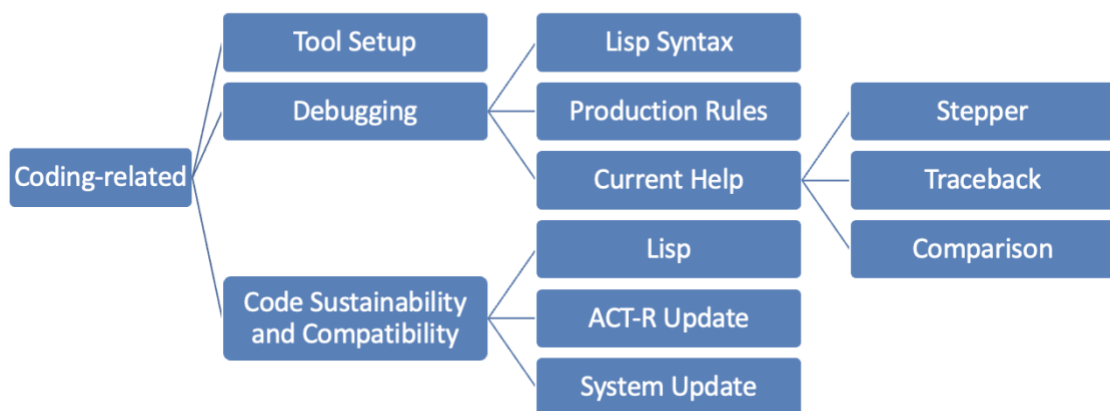 Coding-related
Tool Setup
Debugging
Lisp Syntax
Production Rules
Current Help
Stepper
Traceback
Comparison
Code Sustainability
and Compatibility
Lisp
ACT-R Update
System Update